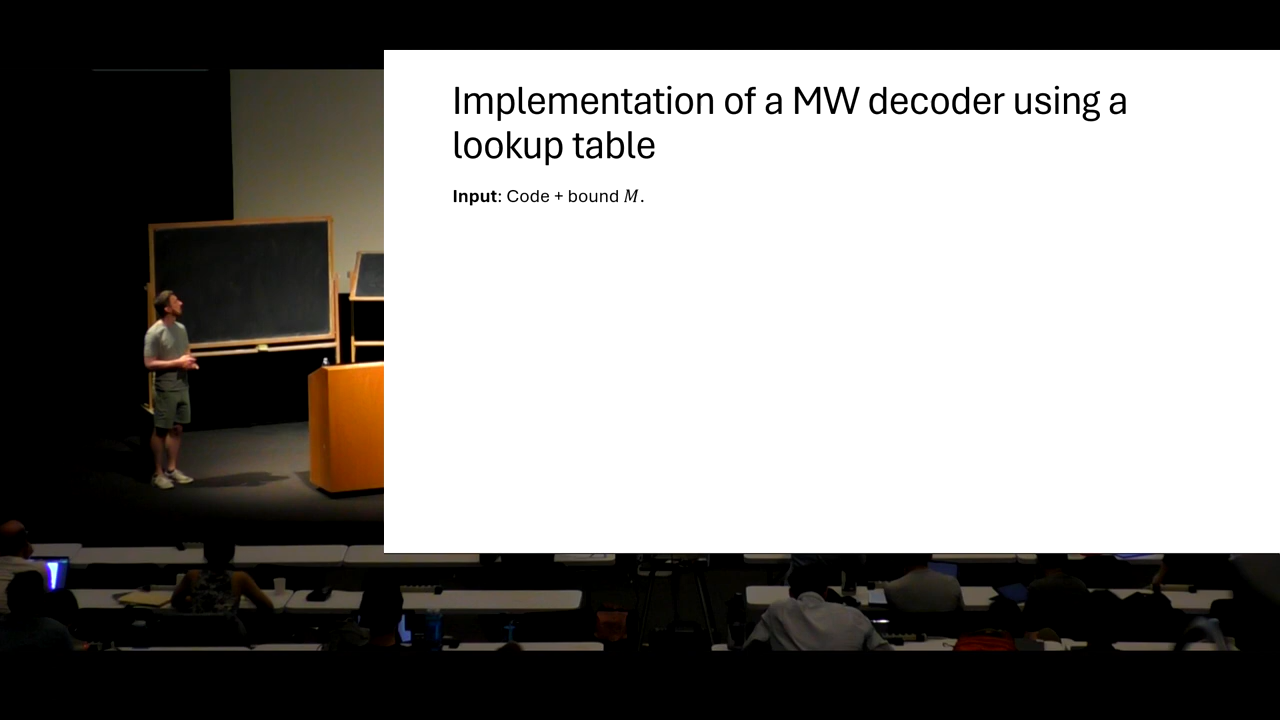 Implementation of a MW decoder using a
lookup table
Input: Code + bound M.